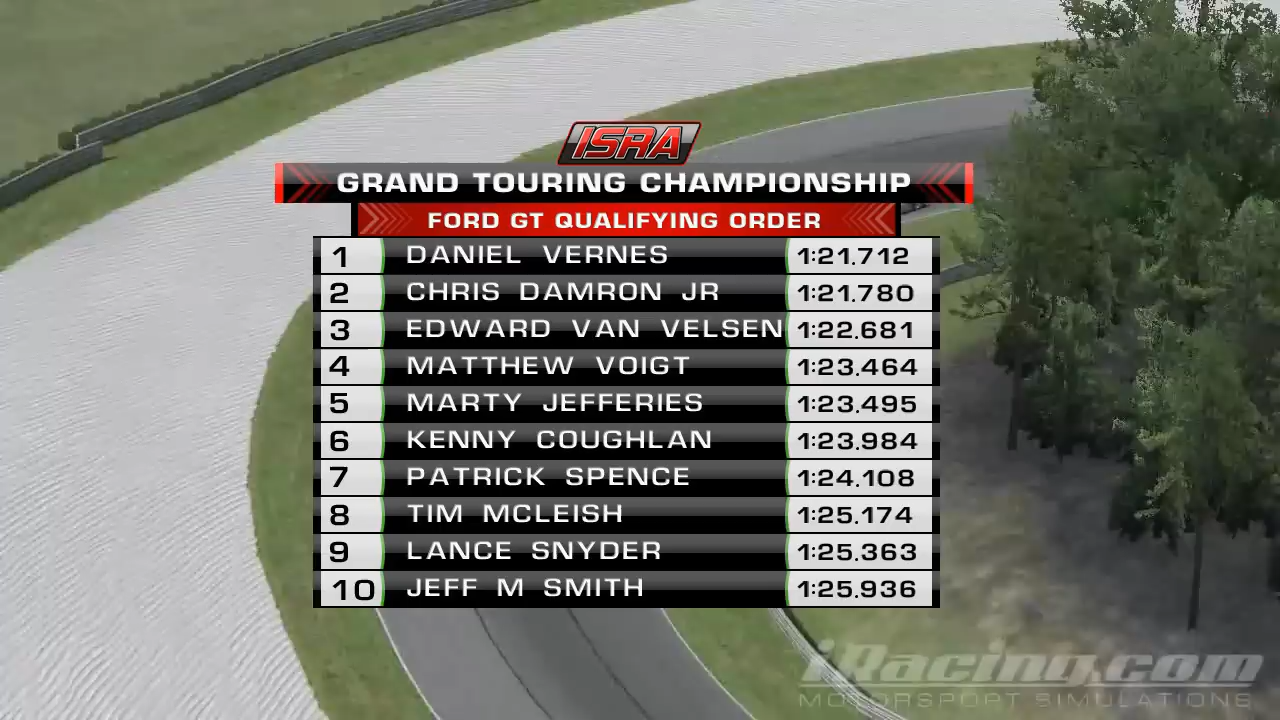 ISRA
GRAND TOURING CHAMPIONSHIP
FORD GT QUALIFYING ORDER
1 DANIEL VERNES 1:21.712
2 CHRIS DAMRON JR 1:21.780
3 EDWARD VAN VELSEN 1:22.681
4 MATTHEW VOIGT 1:23.464
5 MARTY JEFFERIES 1:23.495
6 KENNY COUGHLAN 1:23.984
7 PATRICK SPENCE 1:24.108
8 TIM MCLEISH 1:25.174
9 LANCE SNYDER 1:25.363
10 JEFF M SMITH 1:25.936
iRacing.com
MOTORSPORT SIMULATIONS